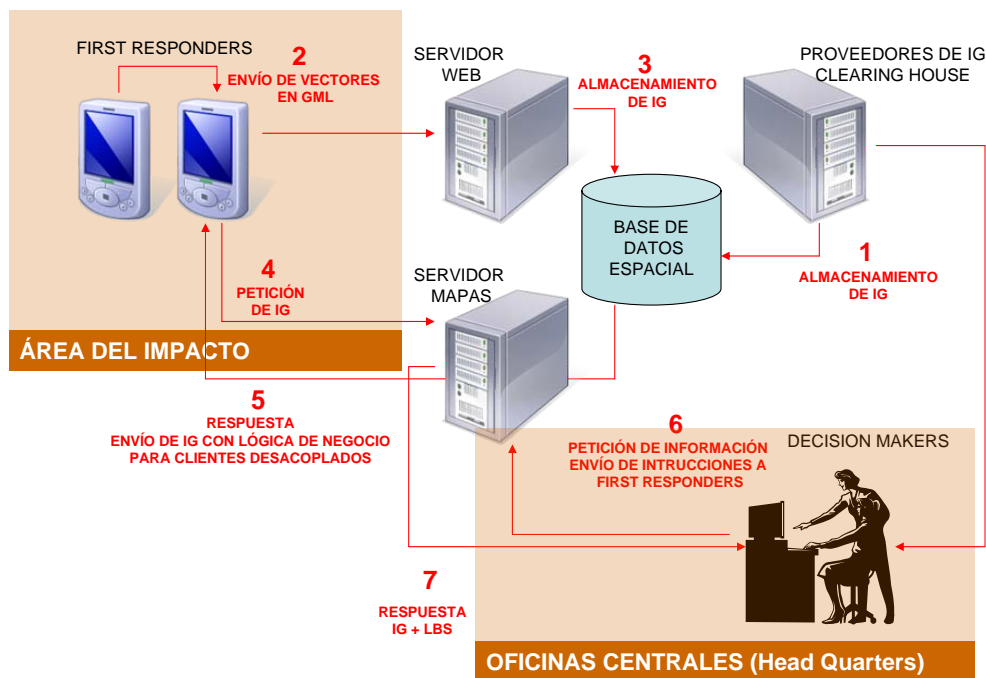 FIRST RESPONDERS
2
ENVÍO DE VECTORES
EN GML
SERVIDOR
WEB
3
ALMACENAMIENTO
DE IG
PROVEEDORES DE IG
CLEARING HOUSE
BASE DE
DATOS
ESPACIAL
1
ALMACENAMIENTO
DE IG
4
PETICIÓN
DE IG
SERVIDOR
MAPAS
ÁREA DEL IMPACTO
5
RESPUESTA
ENVÍO DE IG CON LÓGICA DE NEGOCIO
PARA CLIENTES DESACOPLADOS
6
PETICIÓN DE INFORMACIÓN
ENVÍO DE INTRUCCIONES A
FIRST RESPONDERS
DECISION MAKERS
7
RESPUESTA
IG + LBS
OFICINAS CENTRALES (Head Quarters)